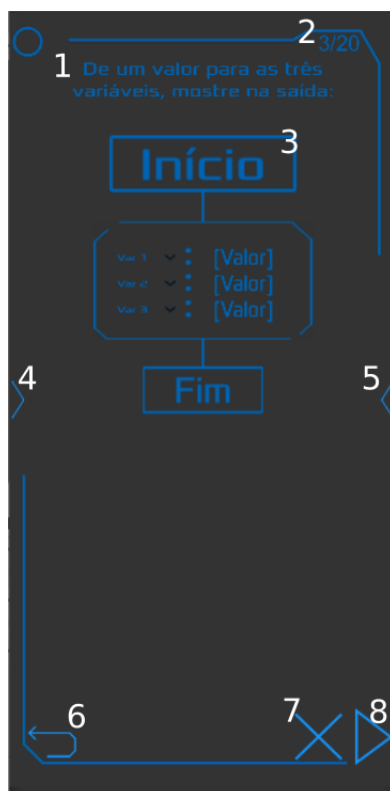 2
3/20
1
De um valor para as três
variáveis, mostre na saída:
3
Início
Var 1 : [Valor]
Var 2 : [Valor]
Var 3 : [Valor]
4
5
Fim
6
7
8